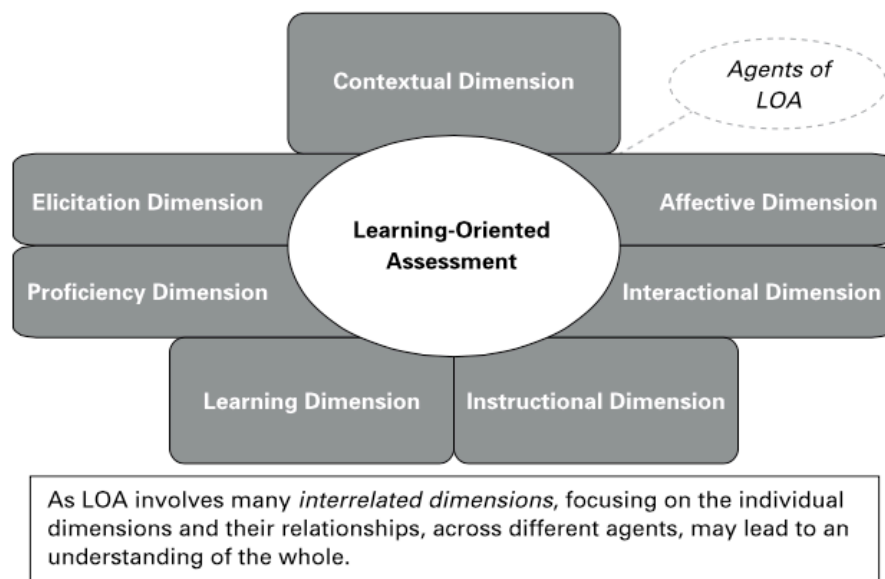 Contextual Dimension
Agents of
LOA
Elicitation Dimension
Affective Dimension
Learning-Oriented
Assessment
Proficiency Dimension
Interactional Dimension
Learning Dimension
Instructional Dimension
As LOA involves many interrelated dimensions, focusing on the individual
dimensions and their relationships, across different agents, may lead to an
understanding of the whole.